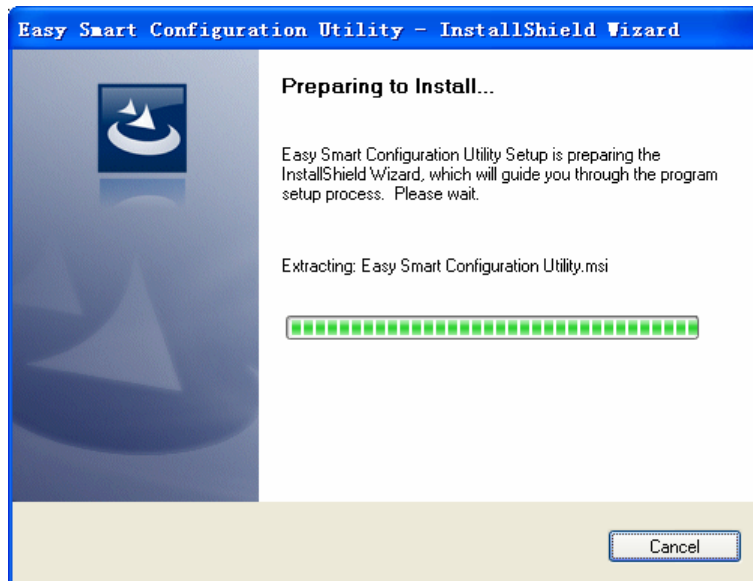 Easy Smart Configuration Utility - InstallShield Wizard
Preparing to Install...
Easy Smart Configuration Utility Setup is preparing the
InstallShield Wizard, which will guide you through the program
setup process. Please wait.
Extracting: Easy Smart Configuration Utility.msi
Cancel